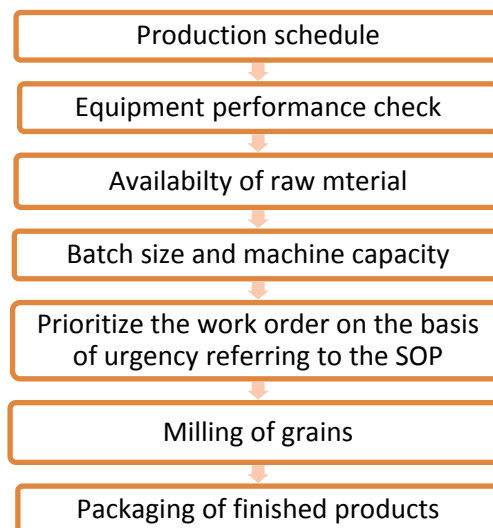 Production schedule
Equipment performance check
Availabilty of raw mterial
Batch size and machine capacity
Prioritize the work order on the basis
of urgency referring to the SOP
Milling of grains
Packaging of finished products